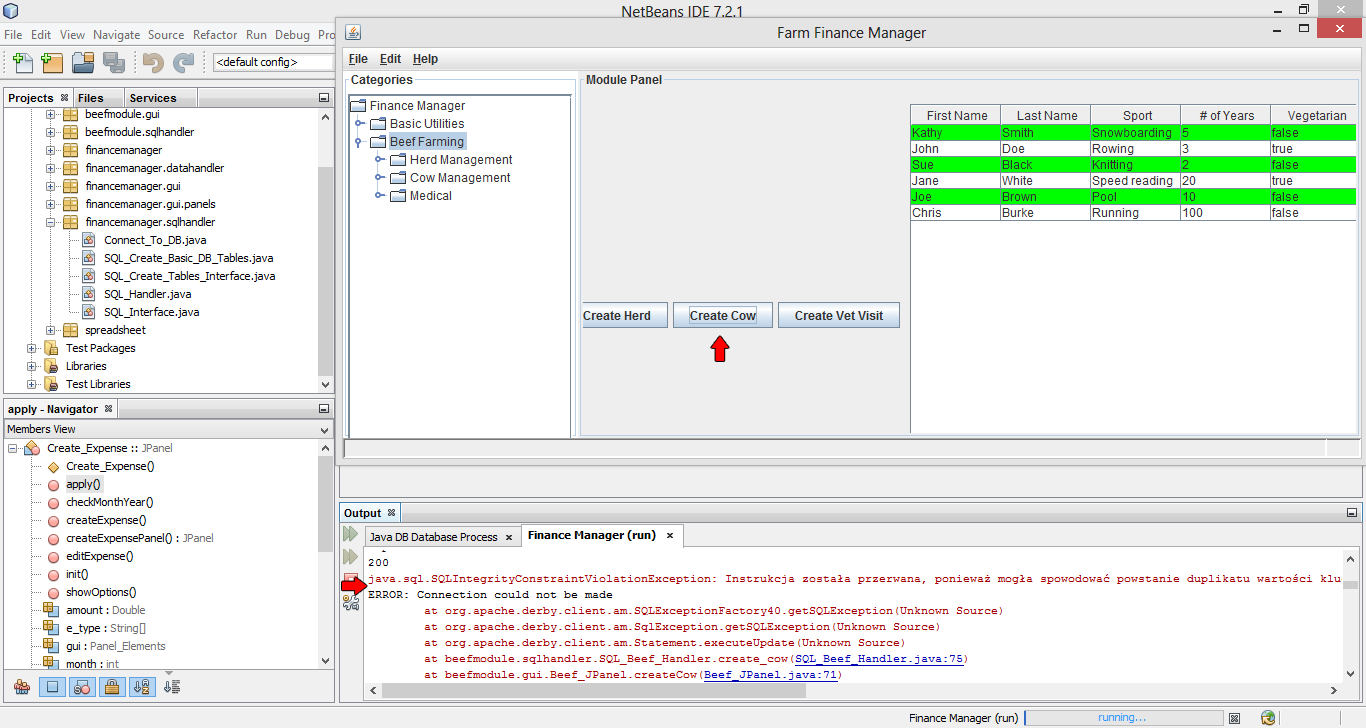 NetBeans IDE 7.2.1
File Edit View Navigate Source Refactor Run Debug Pro
<default config>
Projects Files Services
beefmodule.gui
beefmodule.sqlhandler
financemanager
financemanager.datahandler
financemanager.gui
financemanager.gui.panels
financemanager.sqlhandler
Connect_To_DB.java
SQL_Create_Basic_DB_Tables.java
SQL_Create_Tables_Interface.java
SQL_Handler.java
SQL_Interface.java
spreadsheet
Test Packages
Libraries
Test Libraries
apply - Navigator
Members View
Create_Expense :: JPanel
Create_Expense()
apply()
checkMonthYear()
createExpense()
createExpensePanel() : JPanel
editExpense()
init()
showOptions()
amount : Double
e_type : String[]
gui : Panel_Elements
month : int
Farm Finance Manager
File Edit Help
Categories
Finance Manager
Basic Utilities
Beef Farming
Herd Management
Cow Management
Medical
Module Panel
Create Herd Create Cow Create Vet Visit
First Name Last Name Sport # of Years Vegetarian
Kathy Smith Snowboarding 5 false
John Doe Rowing 3 true
Sue Black Knitting 2 false
Jane White Speed reading 20 true
Joe Brown Pool 10 false
Chris Burke Running 100 false
Output
Java DB Database Process Finance Manager (run)
200
java.sql.SQLIntegrityConstraintViolationException: Instrukcja została przerwana, ponieważ mogła spowodować powstanie duplikatu wartości klu
ERROR: Connection could not be made
at org.apache.derby.client.am.SQLExceptionFactory40.getSQLException(Unknown Source)
at org.apache.derby.client.am.SqlException.getSQLException(Unknown Source)
at org.apache.derby.client.am.Statement.executeUpdate(Unknown Source)
at beefmodule.sqlhandler.SQL_Beef_Handler.create_cow(SQL_Beef_Handler.java:75)
at beefmodule.gui.Beef_JPanel.createCow(Beef_JPanel.java:71)
Finance Manager (run) running...